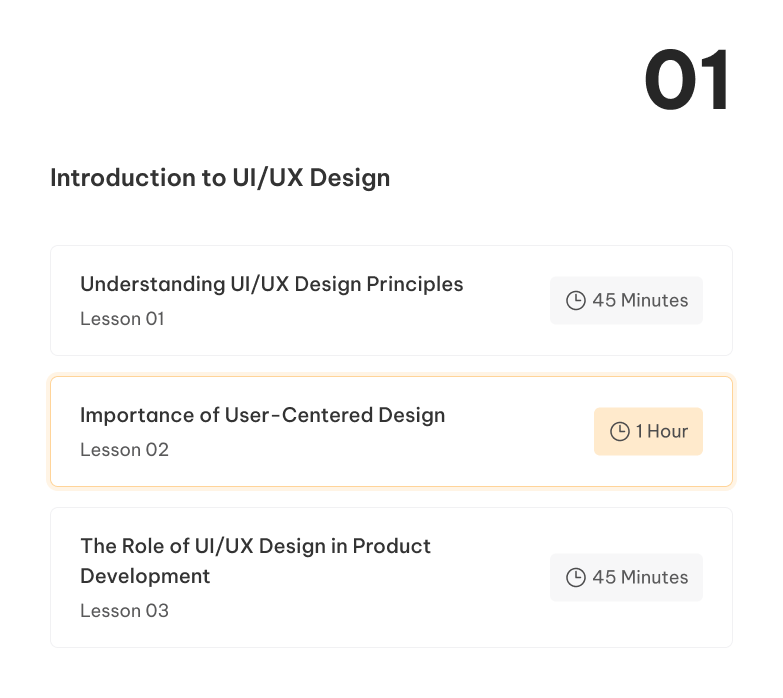 01
Introduction to UI/UX Design
Understanding UI/UX Design Principles
Lesson 01
45 Minutes
Importance of User-Centered Design
Lesson 02
1 Hour
The Role of UI/UX Design in Product
Development
Lesson 03
45 Minutes